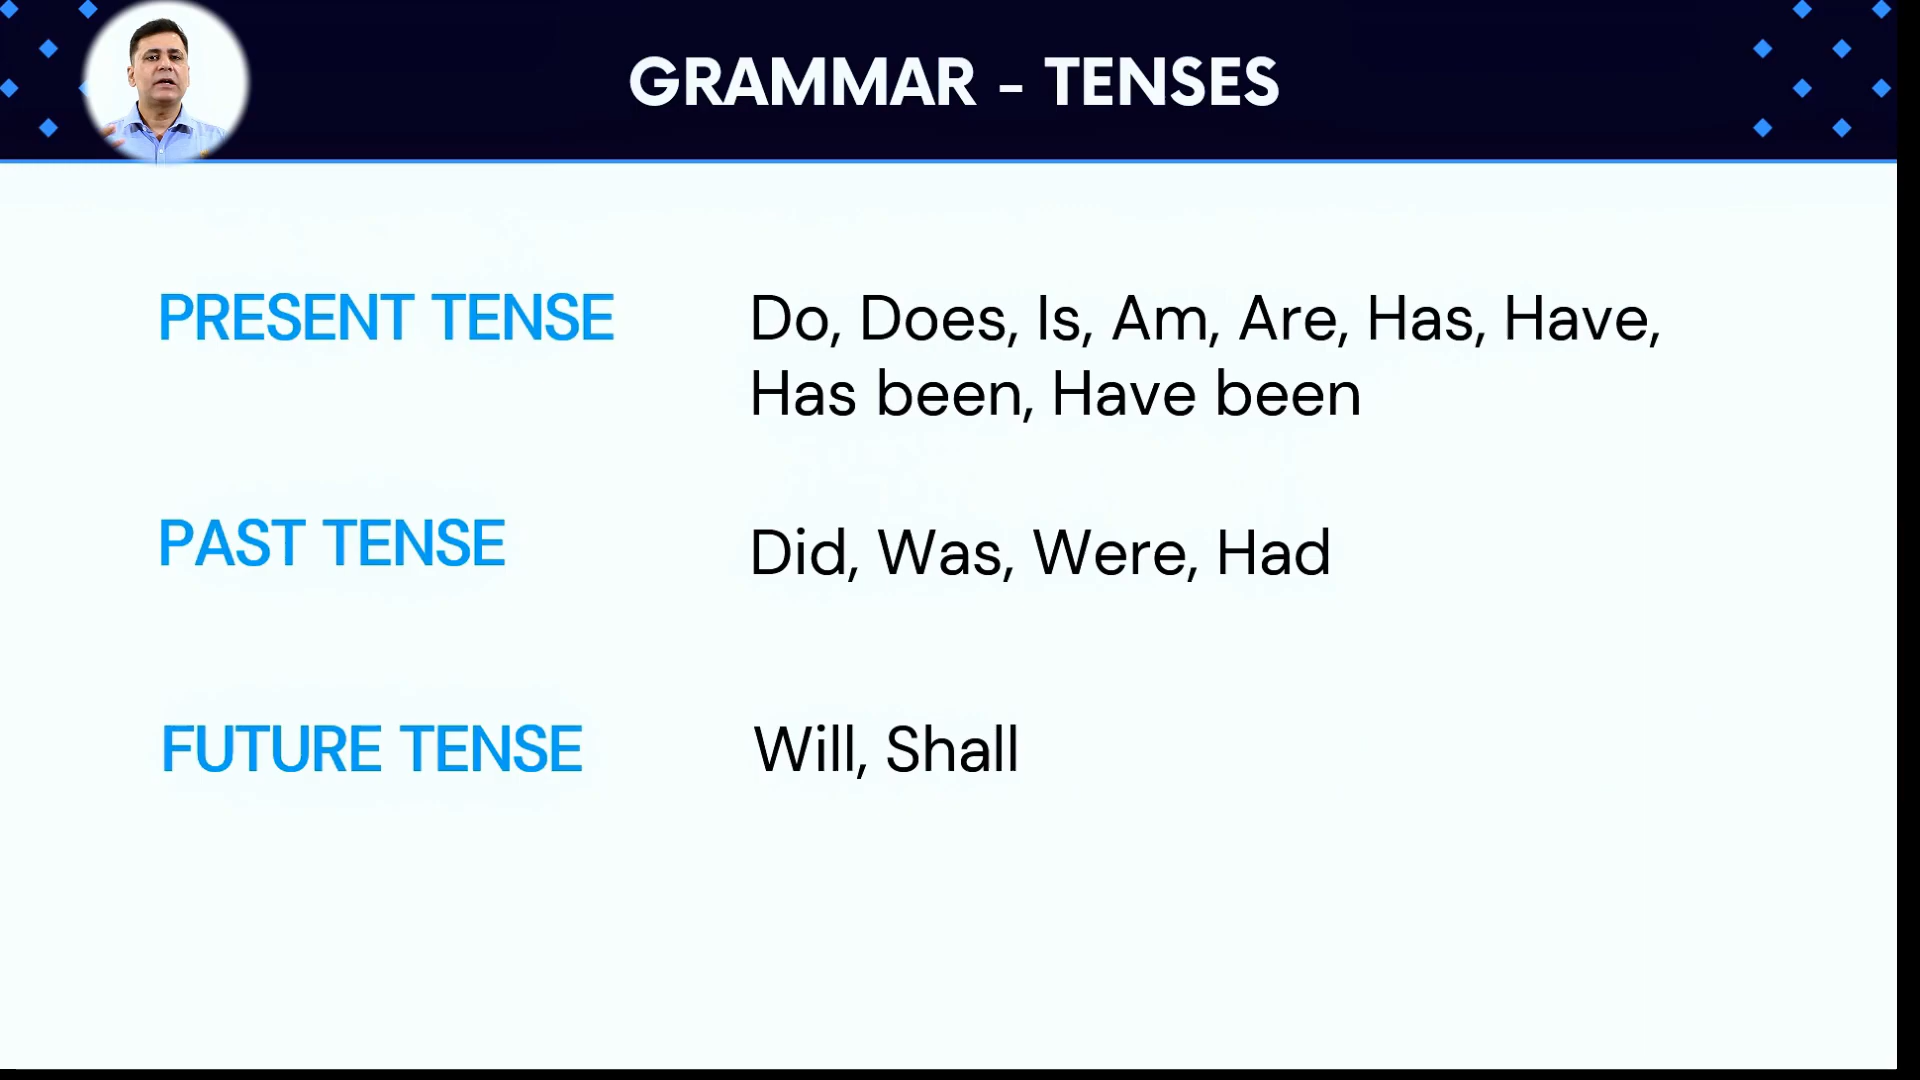 GRAMMAR - TENSES
PRESENT TENSE
Do, Does, Is, Am, Are, Has, Have,
Has been, Have been
PAST TENSE
Did, Was, Were, Had
FUTURE TENSE
Will, Shall